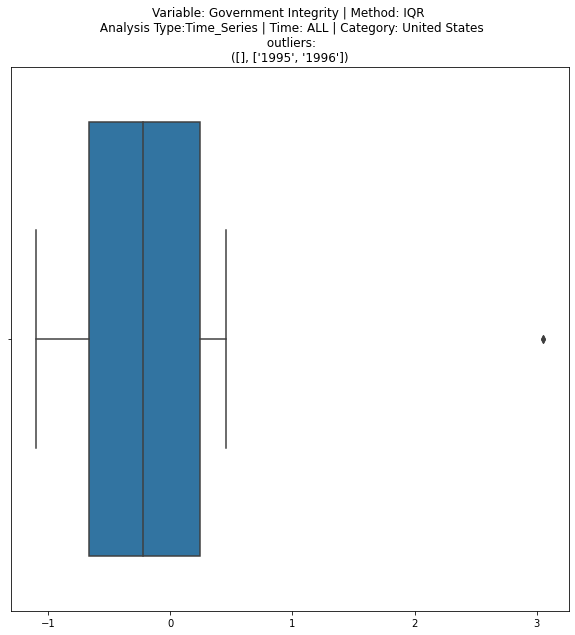 Variable: Government Integrity | Method: IQR
Analysis Type:Time_Series | Time: ALL | Category: United States
outliers:
([], ['1995', '1996'])
−1 0 1 2 3